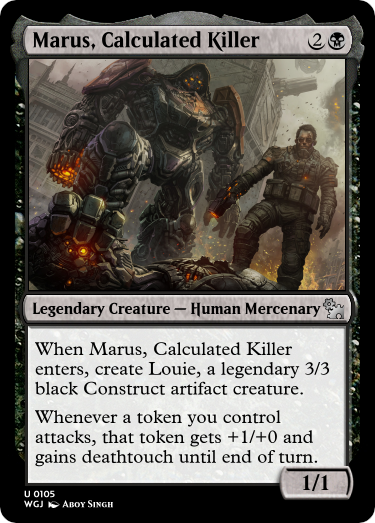 Marus, Calculated Killer 2
Legendary Creature — Human Mercenary
When Marus, Calculated Killer
enters, create Louie, a legendary 3/3
black Construct artifact creature.
Whenever a token you control
attacks, that token gets +1/+0 and
gains deathtouch until end of turn.
1/1
U 0105
WGJ Aboy Singh